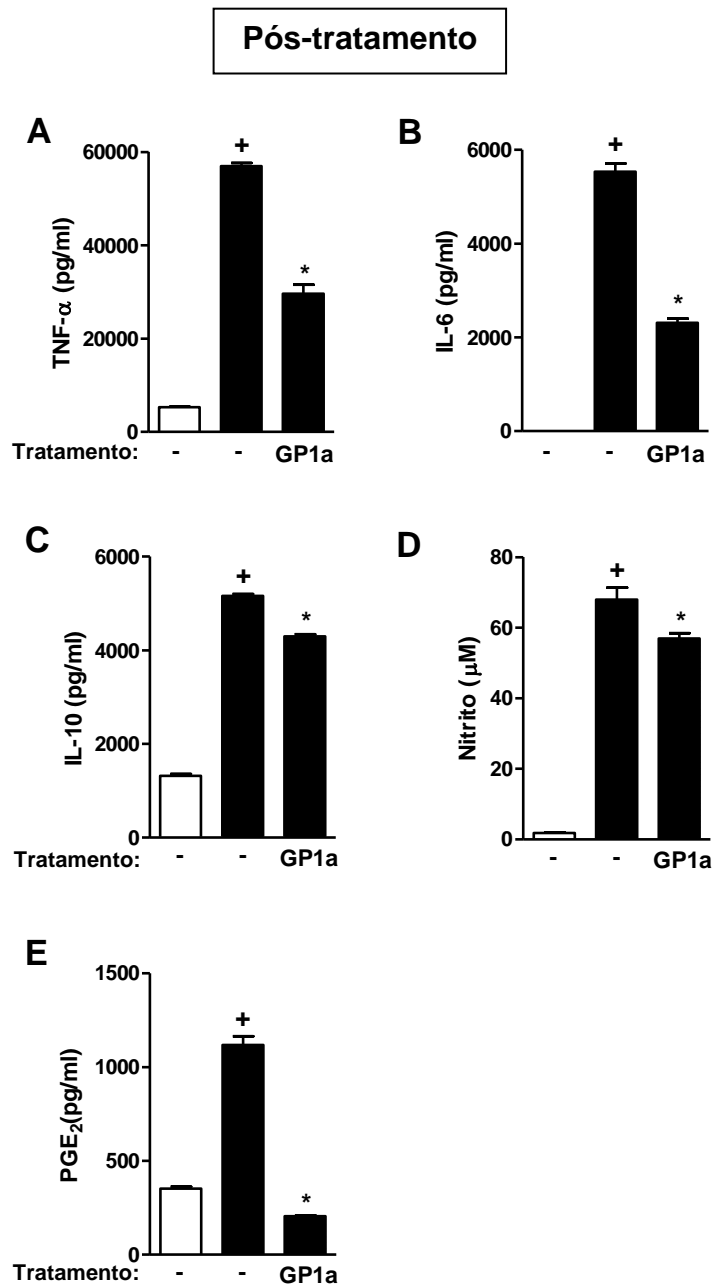 Pós-tratamento
A
B
+
+
*
*
60000
40000
20000
0
TNF-α (pg/ml)
6000
4000
2000
0
IL-6 (pg/ml)
Tratamento: - - GP1a
- - GP1a
C
D
+
+
*
*
6000
4000
2000
0
IL-10 (pg/ml)
80
60
40
20
0
Nitrito (μM)
Tratamento: - - GP1a
- - GP1a
E
+
*
1500
1000
500
0
PGE₂(pg/ml)
Tratamento: - - GP1a